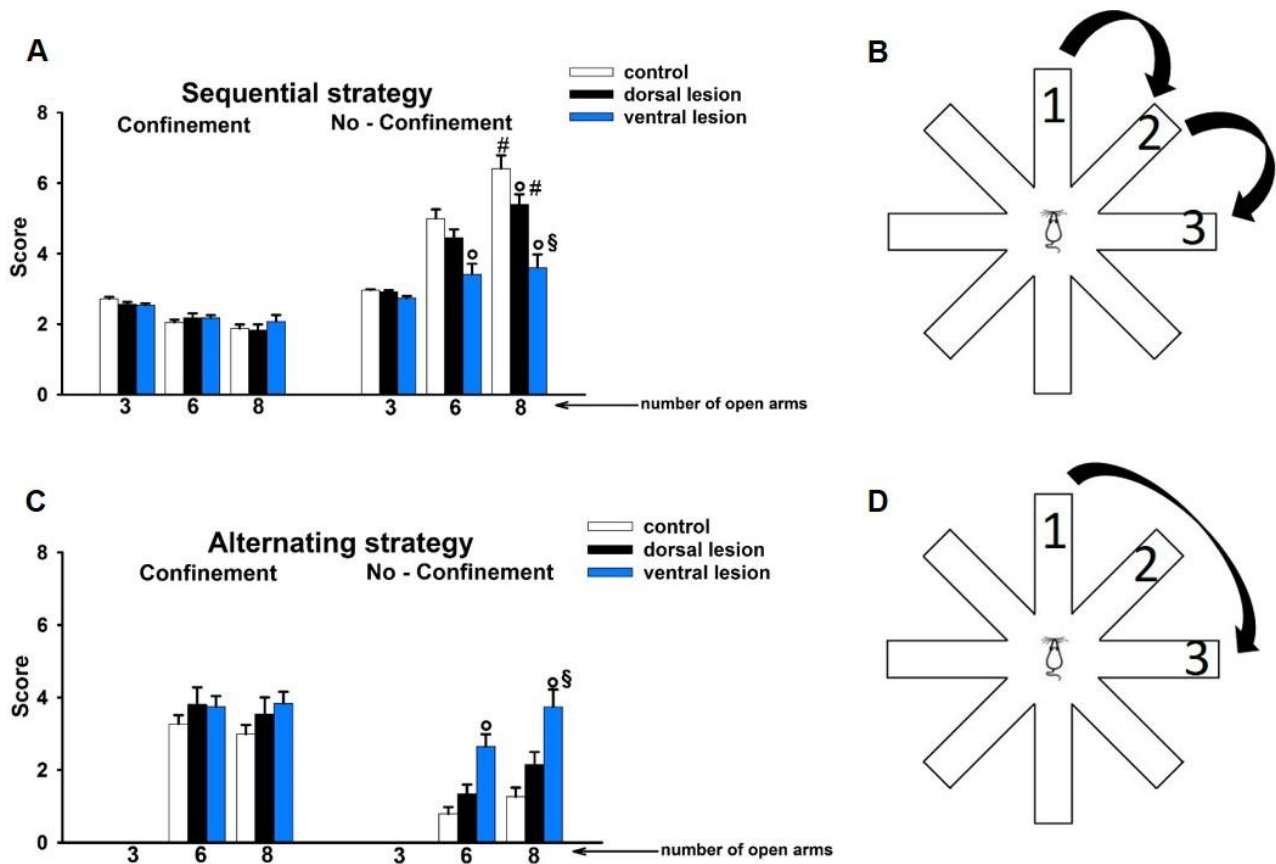 A
Sequential strategy
Confinement
No - Confinement
control
dorsal lesion
ventral lesion
Score
8
6
4
2
0
#
° #
°
° §
3 6 8 3 6 8
number of open arms
B
1
2
3
C
Alternating strategy
Confinement
No - Confinement
control
dorsal lesion
ventral lesion
Score
8
6
4
2
0
° §
°
3 6 8 3 6 8
number of open arms
D
1
2
3